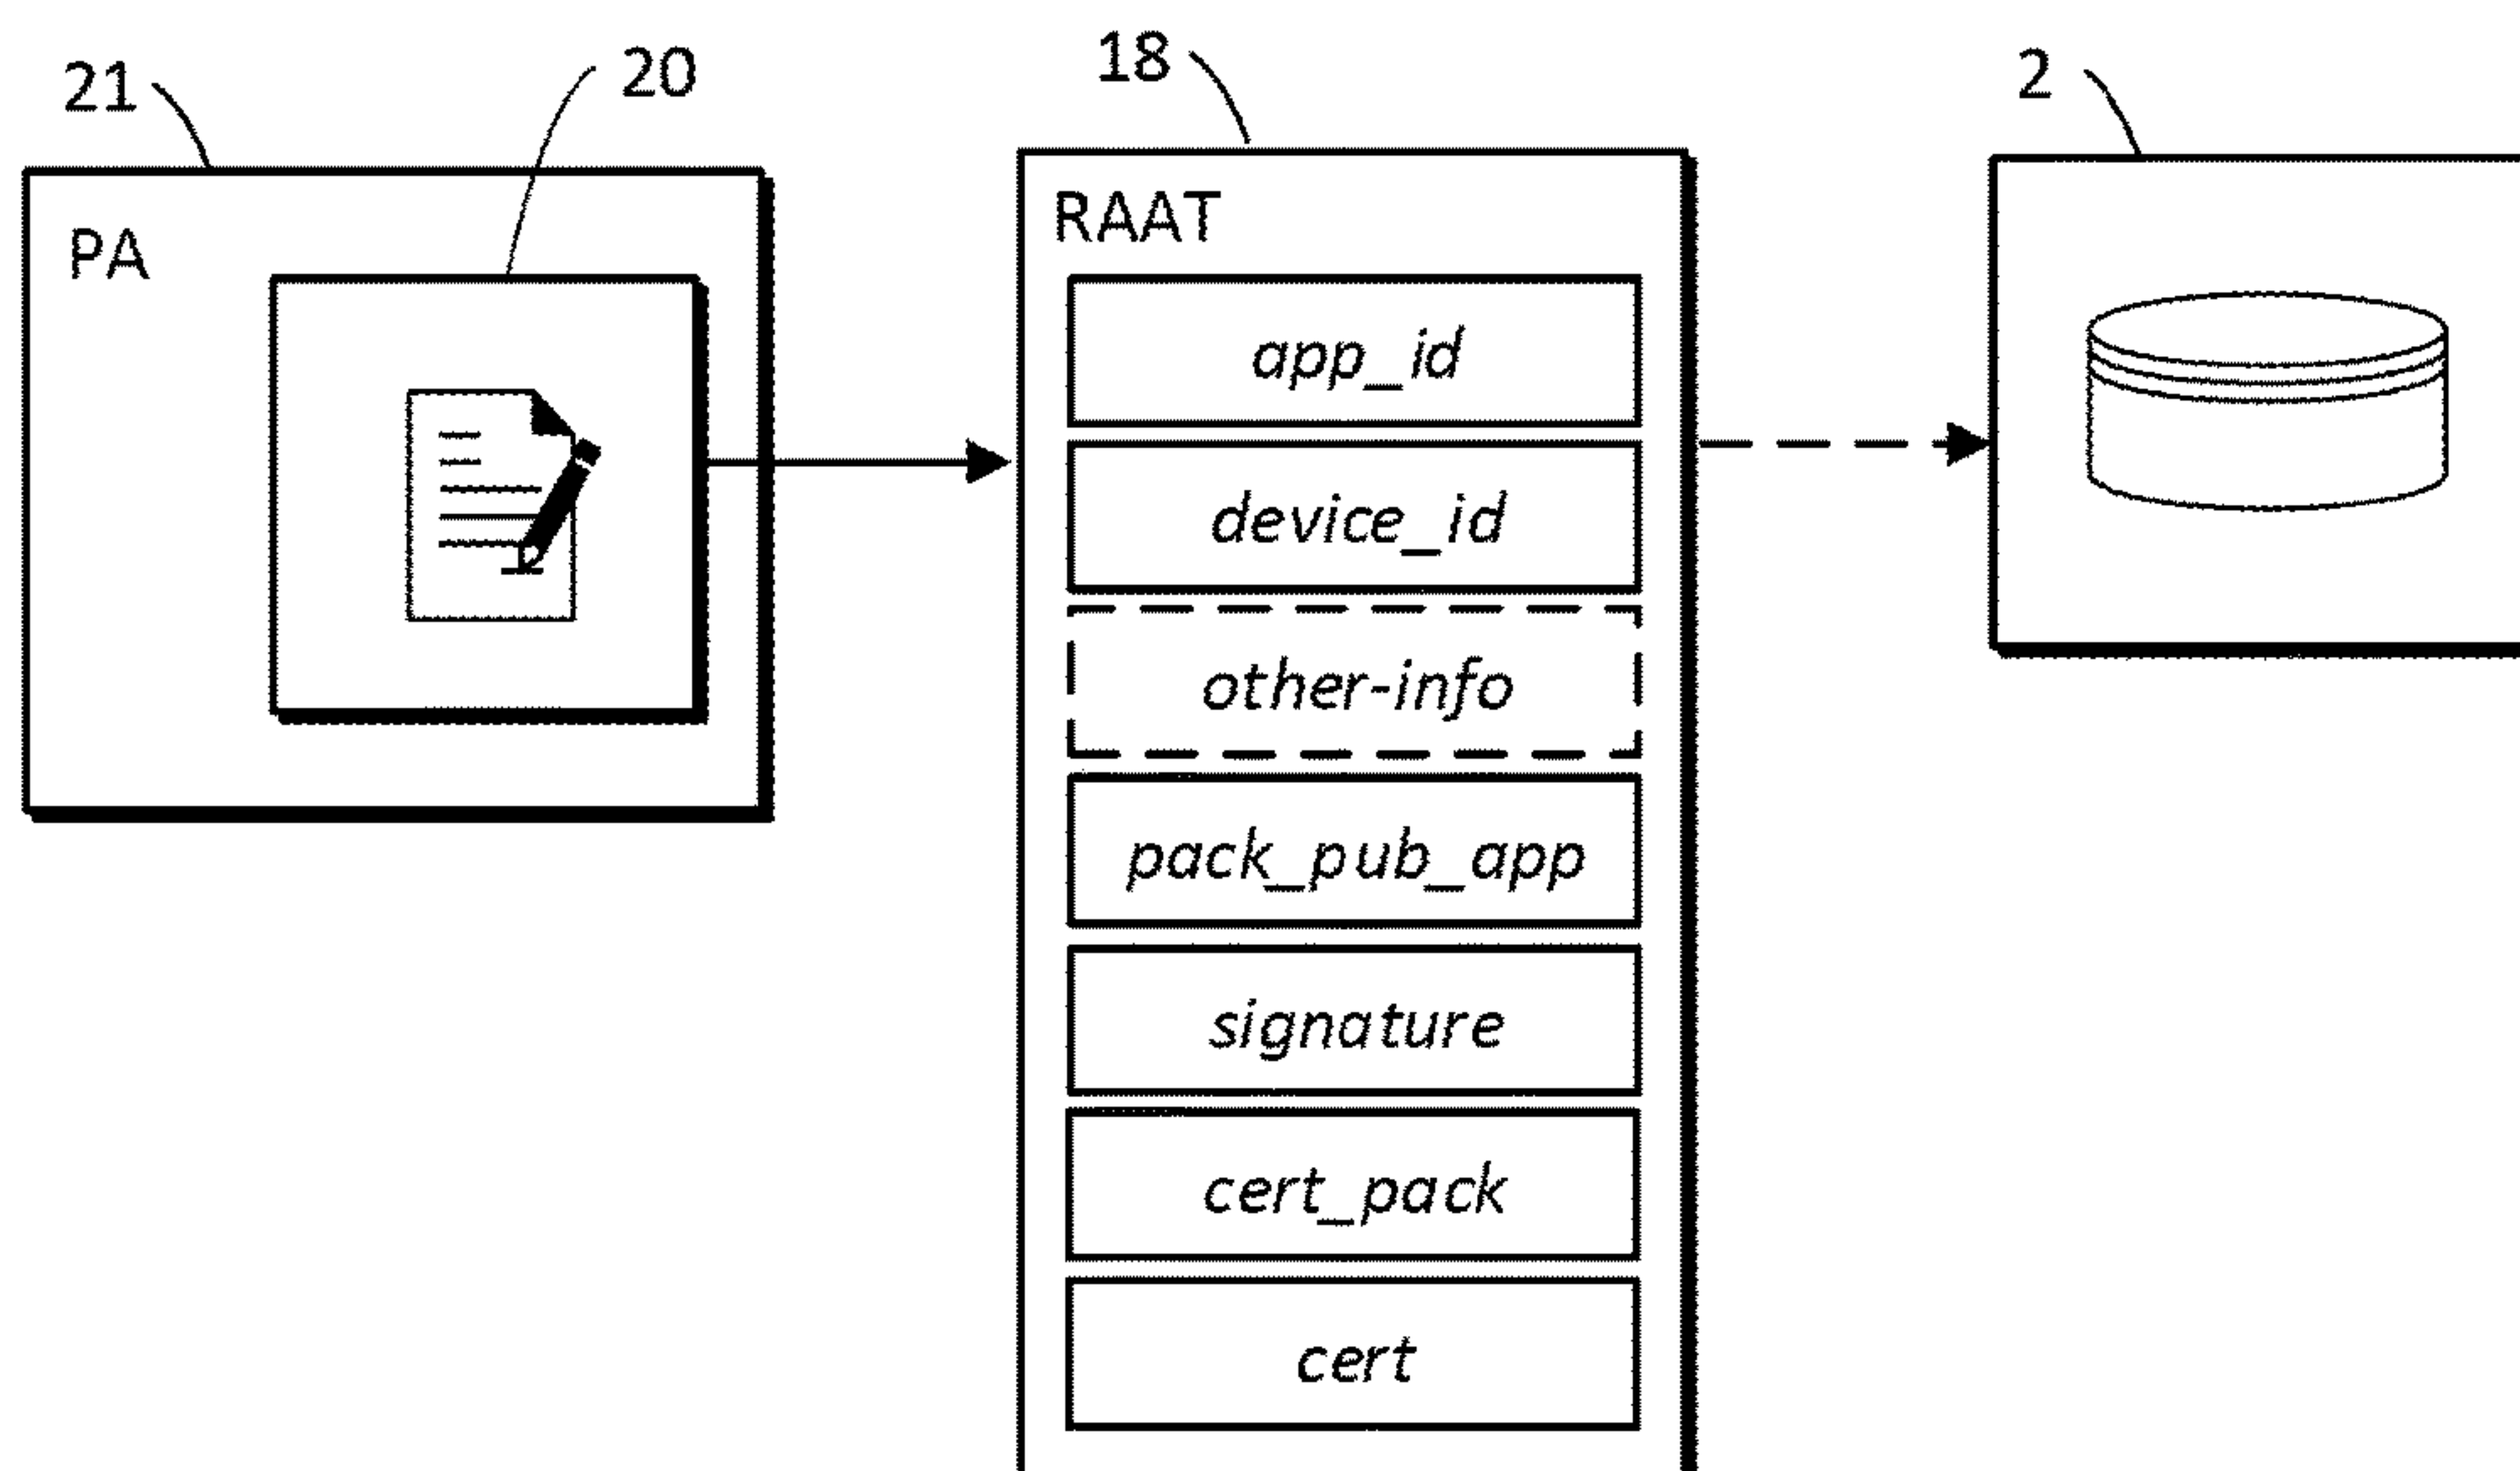 21
20
18
2
PA
RAAT
app_id
device_id
other-info
pack_pub_app
signature
cert_pack
cert